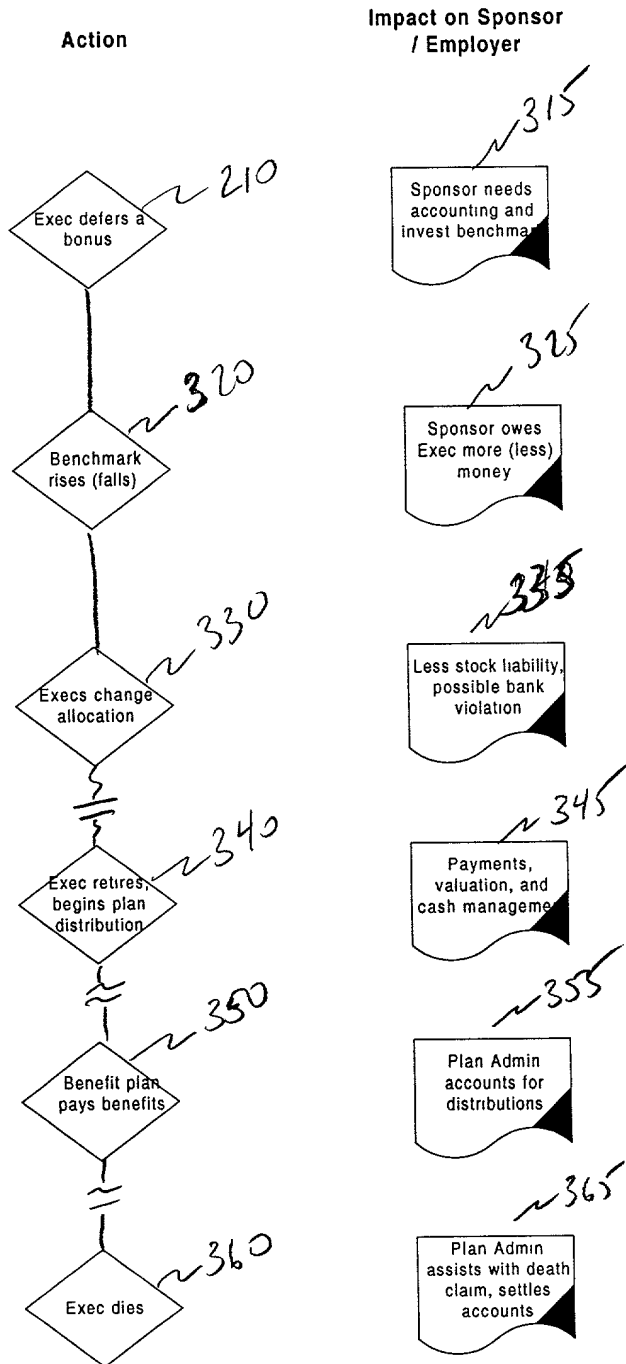 Action
Impact on Sponsor
/ Employer
210
Exec defers a
bonus
315
Sponsor needs
accounting and
invest benchmar
320
Benchmark
rises (falls)
325
Sponsor owes
Exec more (less)
money
330
Execs change
allocation
Less stock liability,
possible bank
violation
340
Exec retires,
begins plan
distribution
345
Payments,
valuation, and
cash managemen
350
Benefit plan
pays benefits
355
Plan Admin
accounts for
distributions
360
Exec dies
365
Plan Admin
assists with death
claim, settles
accounts